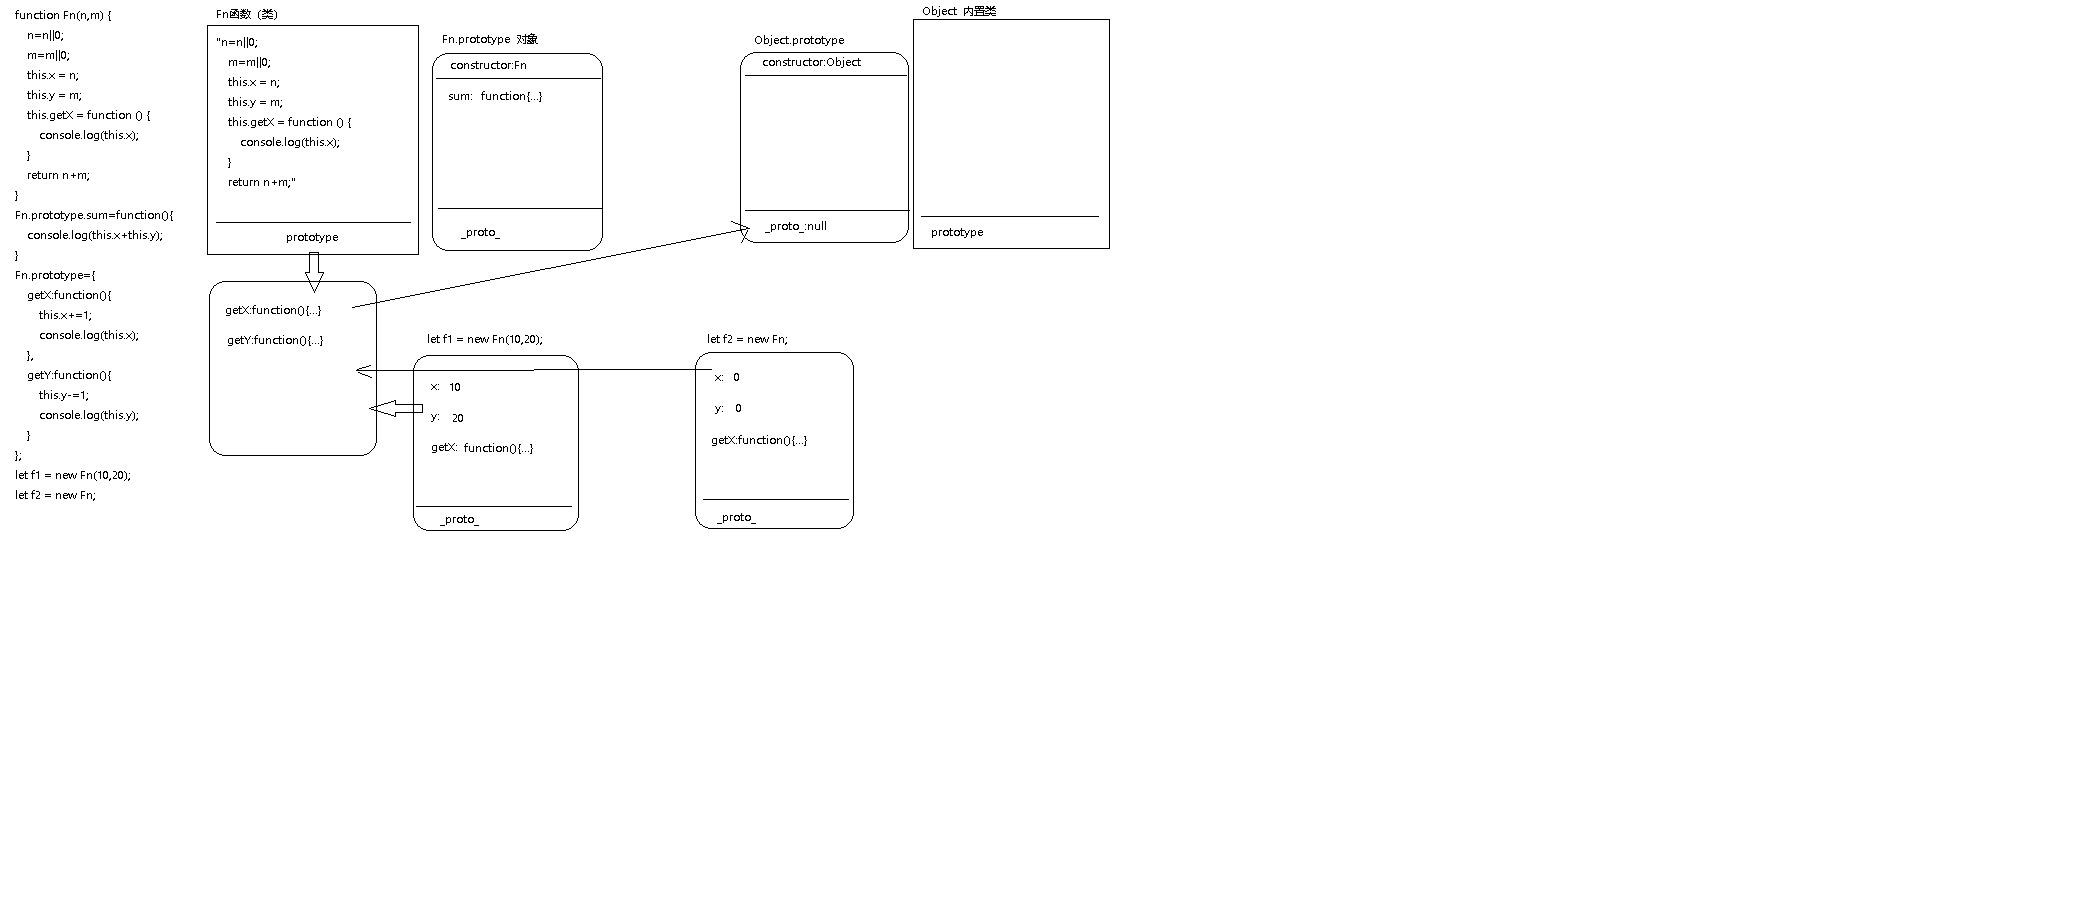 function Fn(n,m) {
n=n||0;
m=m||0;
this.x = n;
this.y = m;
this.getX = function () {
console.log(this.x);
}
return n+m;
}
Fn.prototype.sum=function(){
console.log(this.x+this.y);
}
Fn.prototype={
getX:function(){
this.x+=1;
console.log(this.x);
},
getY:function(){
this.y-=1;
console.log(this.y);
}
};
let f1 = new Fn(10,20);
let f2 = new Fn;
Fn函数 (类)
"n=n||0;
m=m||0;
this.x = n;
this.y = m;
this.getX = function () {
console.log(this.x);
}
return n+m;"
prototype
Fn.prototype 对象
constructor:Fn
sum: function{...}
_proto_
Object.prototype
constructor:Object
_proto_:null
Object 内置类
prototype
getX:function(){...}
getY:function(){...}
let f1 = new Fn(10,20);
x: 10
y: 20
getX: function(){...}
_proto_
let f2 = new Fn;
x: 0
y: 0
getX:function(){...}
_proto_